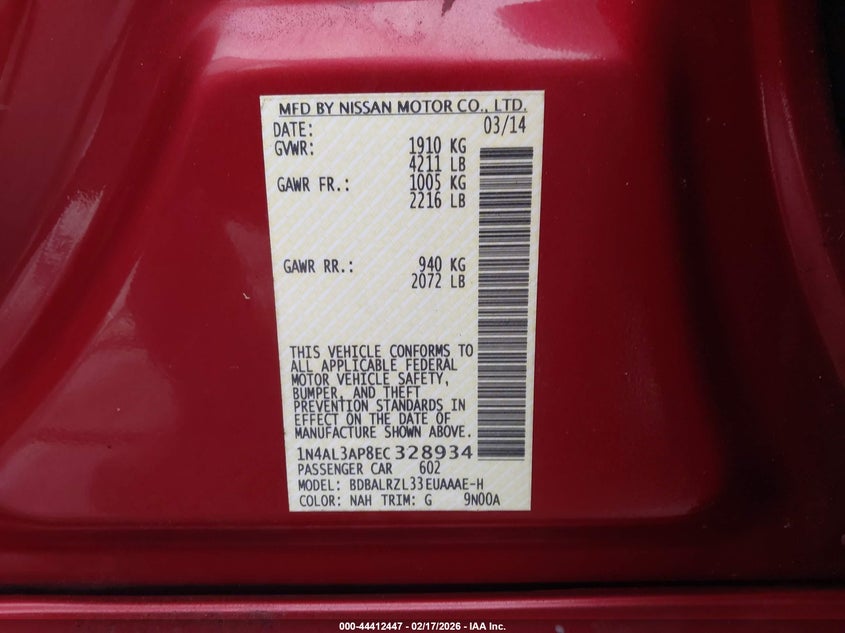 MFD BY NISSAN MOTOR CO., LTD.
DATE: 03/14
GVWR: 1910 KG
4211 LB
GAWR FR.: 1005 KG
2216 LB
GAWR RR.: 940 KG
2072 LB
THIS VEHICLE CONFORMS TO
ALL APPLICABLE FEDERAL
MOTOR VEHICLE SAFETY,
BUMPER, AND THEFT
PREVENTION STANDARDS IN
EFFECT ON THE DATE OF
MANUFACTURE SHOWN ABOVE.
1N4AL3AP8EC328934
PASSENGER CAR 602
MODEL: BDBALRZL33EUAAAE-H
COLOR: NAH TRIM: G 9N00A
000-44412447 - 02/17/2026 - IAA Inc.